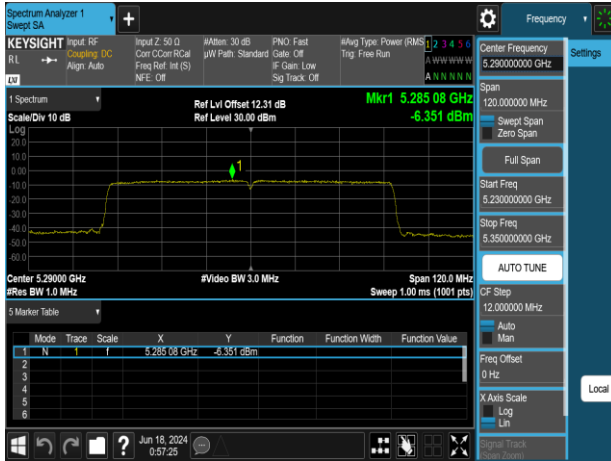 Spectrum Analyzer 1
Swept SA
+
Frequency
KEYSIGHT
RL
LXI
Input: RF
Coupling: DC
Align: Auto
Input Z: 50 Ω
Corr CCorr RCal
Freq Ref: Int (S)
NFE: Off
#Atten: 30 dB
µW Path: Standard
PNO: Fast
Gate: Off
IF Gain: Low
Sig Track: Off
#Avg Type: Power (RMS
Trig: Free Run
1 2 3 4 5 6
A WW WW WW
A N N N N N
Center Frequency
5.290000000 GHz
Settings
Span
120.000000 MHz
Swept Span
Zero Span
Full Span
Start Freq
5.230000000 GHz
Stop Freq
5.350000000 GHz
AUTO TUNE
CF Step
12.000000 MHz
Auto
Man
Freq Offset
0 Hz
X Axis Scale
Log
Lin
Signal Track
(Span Zoom)
Local
1 Spectrum
Scale/Div 10 dB
Log
Ref Lvl Offset 12.31 dB
Ref Level 30.00 dBm
Mkr1 5.285 08 GHz
-6.351 dBm
20.0
10.0
0.00
-10.0
-20.0
-30.0
-40.0
-50.0
-60.0
1
Center 5.29000 GHz
#Res BW 1.0 MHz
#Video BW 3.0 MHz
Span 120.0 MHz
Sweep 1.00 ms (1001 pts)
5 Marker Table
Mode Trace Scale X Y Function Function Width Function Value
1 N 1 f 5.285 08 GHz -6.351 dBm
2
3
4
5
6
?
Jun 18, 2024
0:57:25